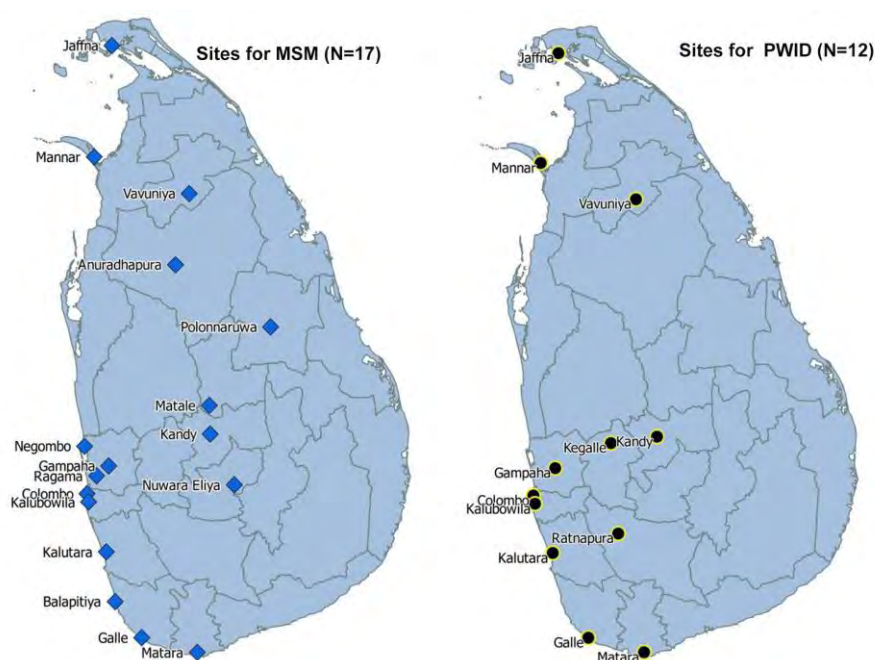 Sites for MSM (N=17)
Jaffna
Mannar
Vavuniya
Anuradhapura
Polonnaruwa
Matale
Kandy
Negombo
Gampaha
Ragama
Nuwara Eliya
Colombo
Kalubowila
Kalutara
Balapitiya
Galle
Matara
Sites for PWID (N=12)
Jaffna
Mannar
Vavuniya
Kegalle
Kandy
Gampaha
Colombo
Kalubowila
Ratnapura
Kalutara
Galle
Matara